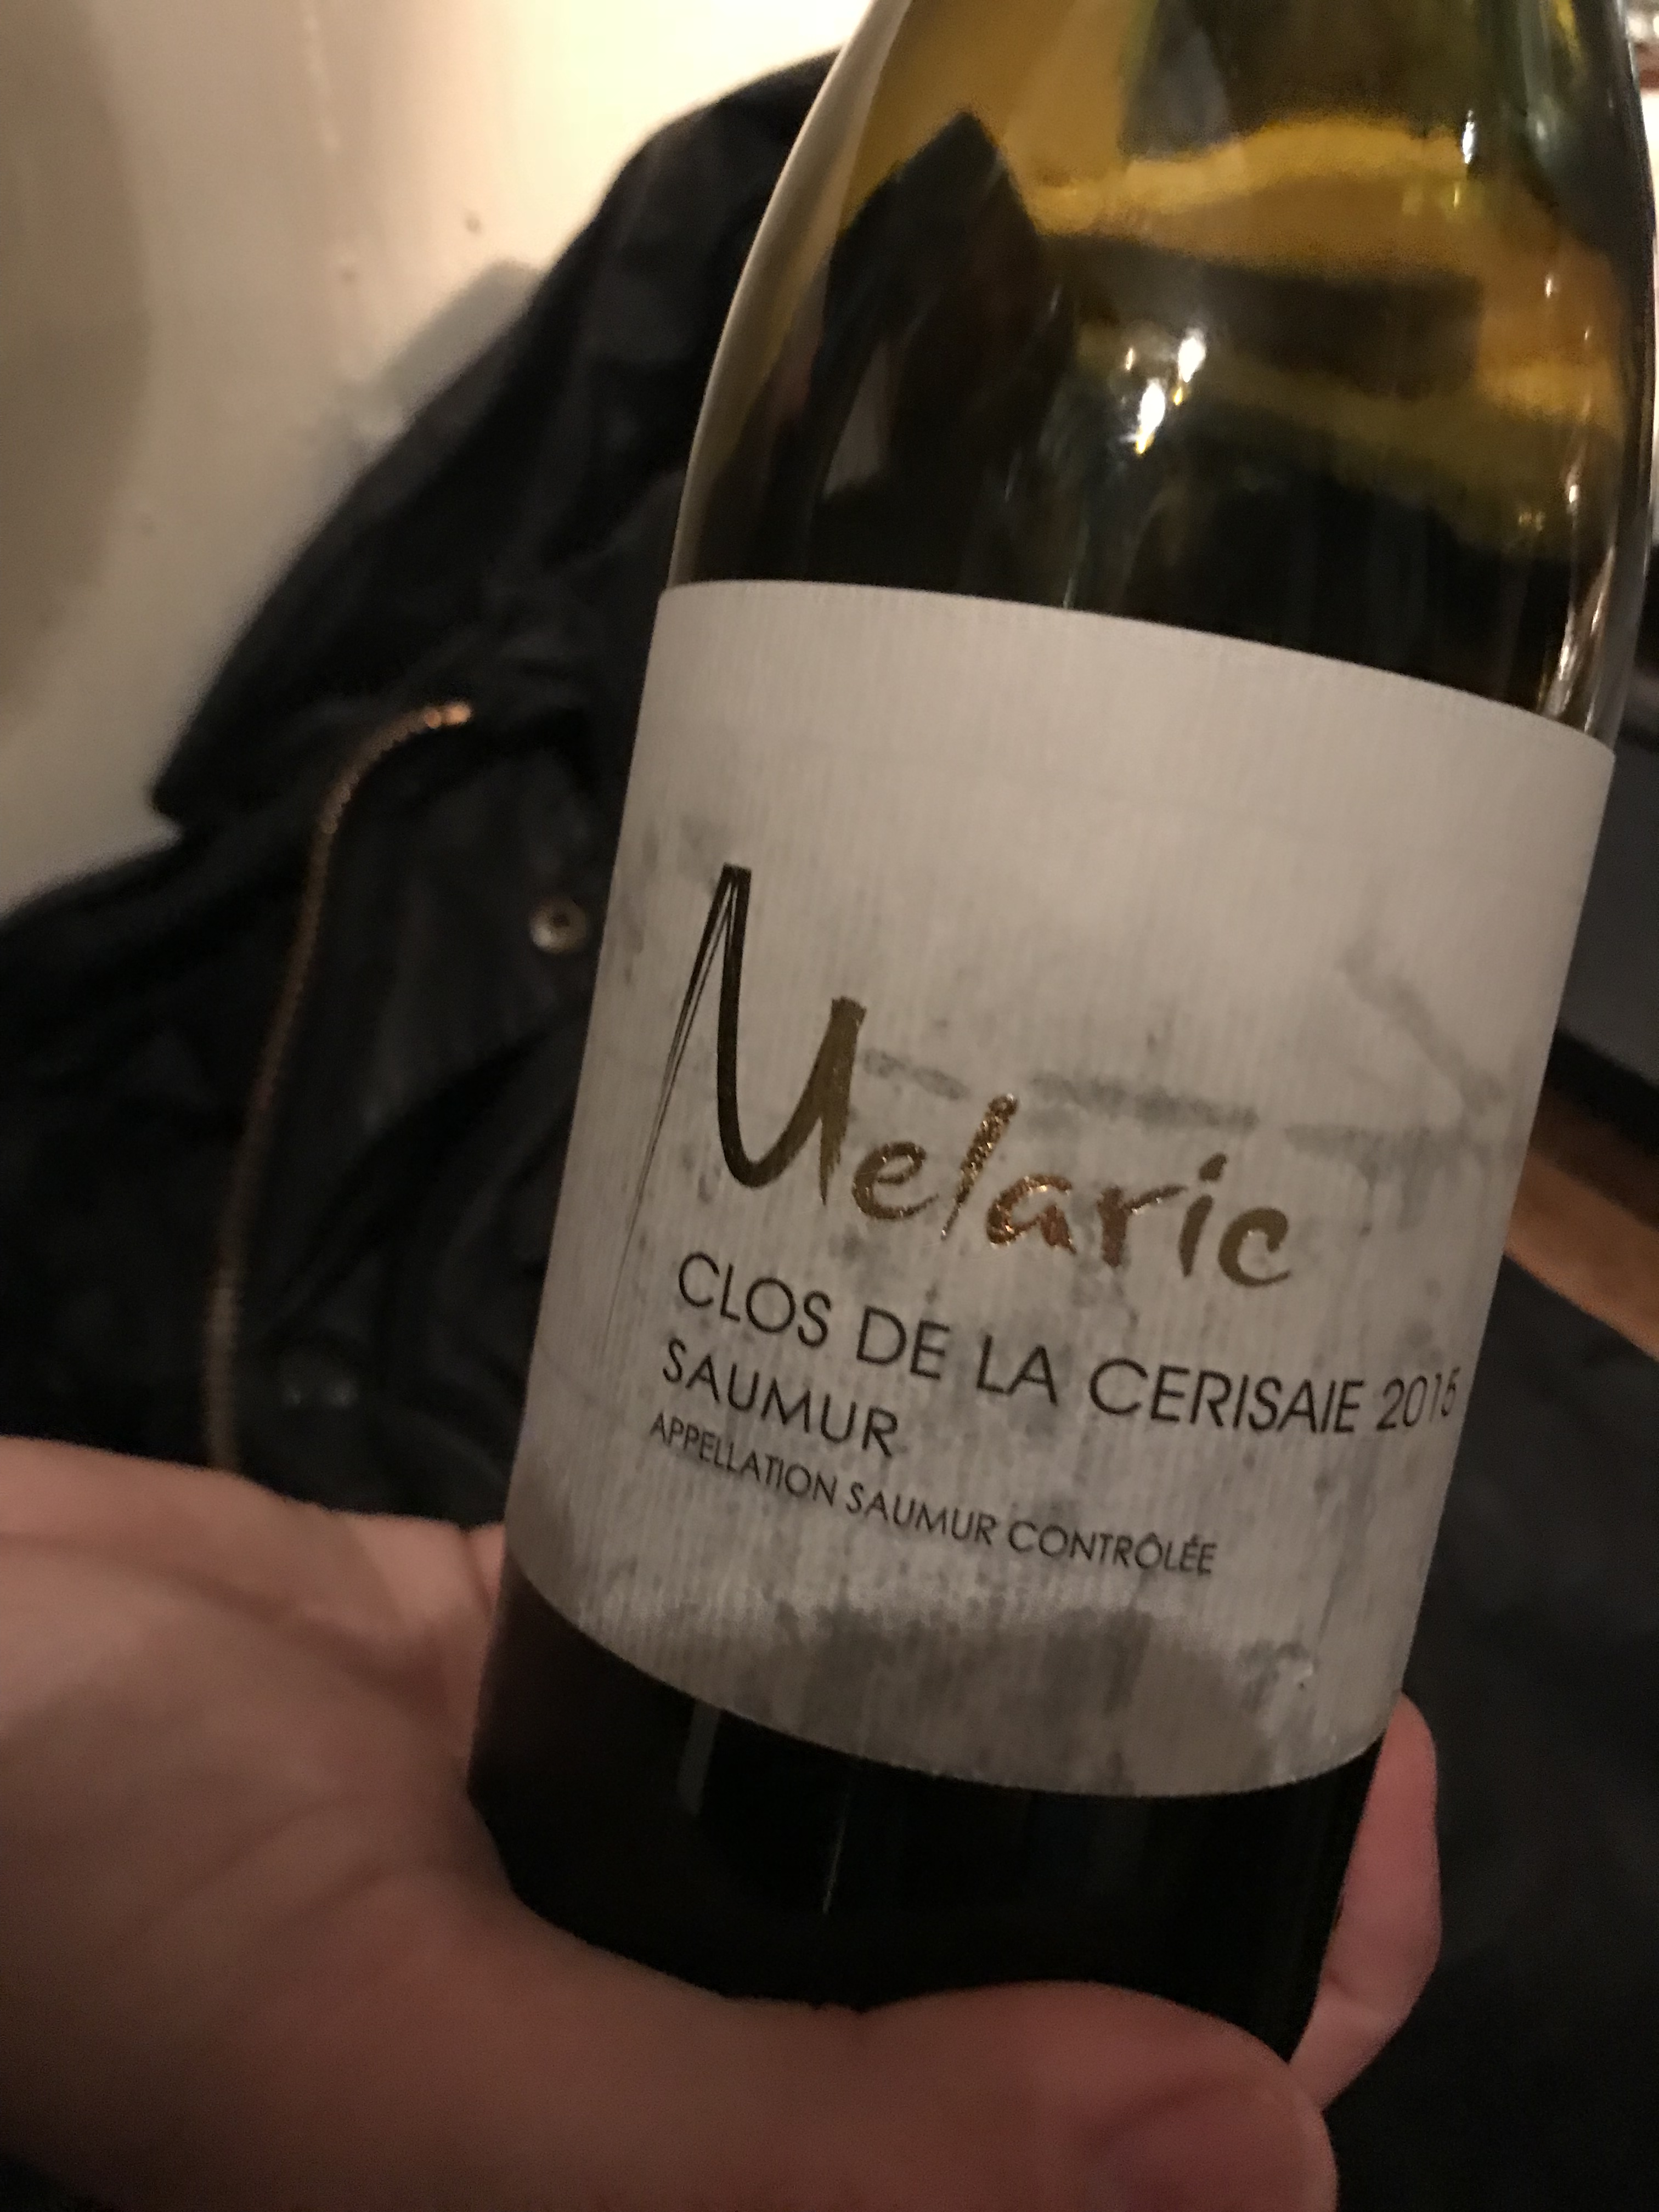 Melaric
CLOS DE LA CERISAIE 2015
SAUMUR
APPELLATION SAUMUR CONTRÔLÉE